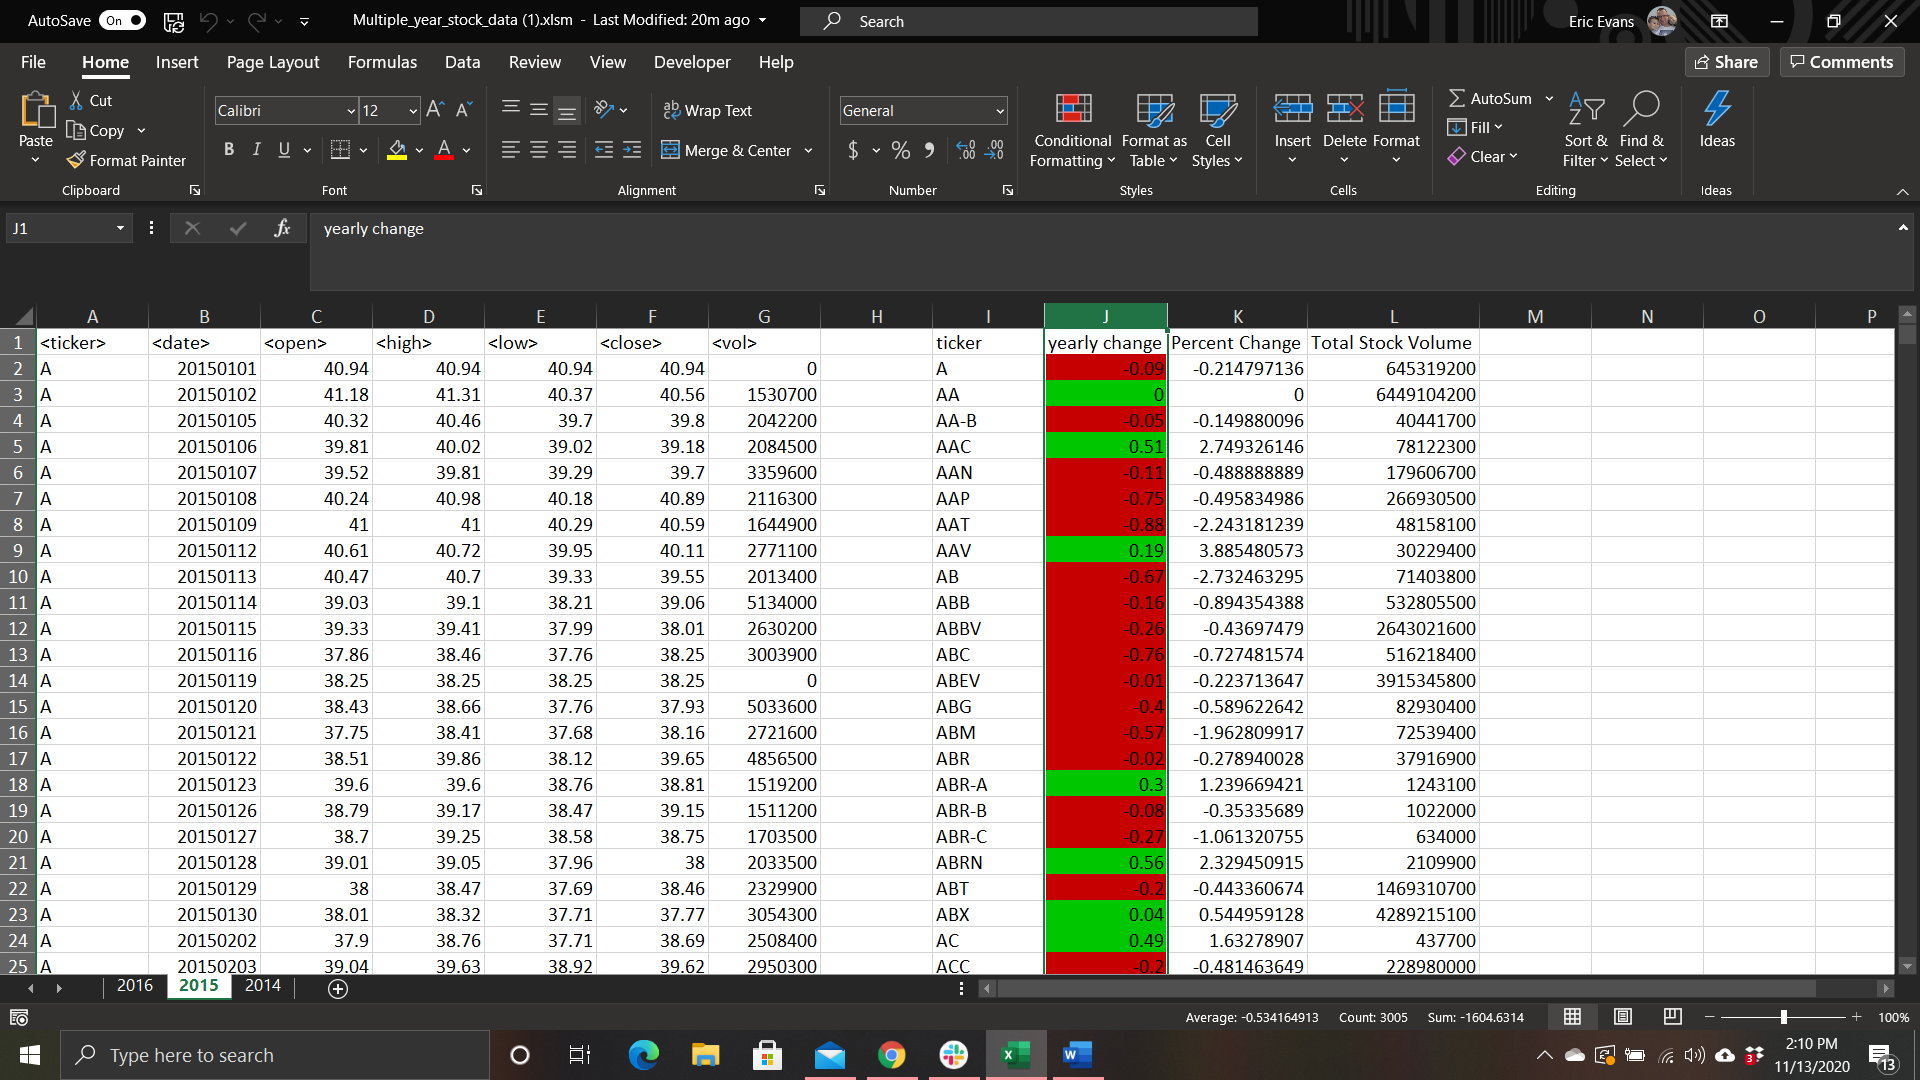 AutoSave On Multiple_year_stock_data (1).xlsm - Last Modified: 20m ago Search Eric Evans
File Home Insert Page Layout Formulas Data Review View Developer Help Share Comments
Paste Cut Copy Format Painter Clipboard
Calibri 12 B I U A Font
Wrap Text Merge & Center Alignment
General $ % 9 Number
Conditional Formatting Format as Table Cell Styles Styles
Insert Delete Format Cells
AutoSum Fill Clear Sort & Filter Find & Select Editing
Ideas Ideas
J1 fx yearly change
A B C D E F G H I J K L M N O P
1 <ticker> <date> <open> <high> <low> <close> <vol> ticker yearly change Percent Change Total Stock Volume
2 A 20150101 40.94 40.94 40.94 40.94 0 A -0.09 -0.214797136 645319200
3 A 20150102 41.18 41.31 40.37 40.56 1530700 AA 0 0 6449104200
4 A 20150105 40.32 40.46 39.7 39.8 2042200 AA-B -0.05 -0.149880096 40441700
5 A 20150106 39.81 40.02 39.02 39.18 2084500 AAC 0.51 2.749326146 78122300
6 A 20150107 39.52 39.81 39.29 39.7 3359600 AAN -0.11 -0.488888889 179606700
7 A 20150108 40.24 40.98 40.18 40.89 2116300 AAP -0.75 -0.495834986 266930500
8 A 20150109 41 41 40.29 40.59 1644900 AAT -0.88 -2.243181239 48158100
9 A 20150112 40.61 40.72 39.95 40.11 2771100 AAV 0.19 3.885480573 30229400
10 A 20150113 40.47 40.7 39.33 39.55 2013400 AB -0.67 -2.732463295 71403800
11 A 20150114 39.03 39.1 38.21 39.06 5134000 ABB -0.16 -0.894354388 532805500
12 A 20150115 39.33 39.41 37.99 38.01 2630200 ABBV -0.26 -0.43697479 2643021600
13 A 20150116 37.86 38.46 37.76 38.25 3003900 ABC -0.76 -0.727481574 516218400
14 A 20150119 38.25 38.25 38.25 38.25 0 ABEV -0.01 -0.223713647 3915345800
15 A 20150120 38.43 38.66 37.76 37.93 5033600 ABG -0.4 -0.589622642 82930400
16 A 20150121 37.75 38.41 37.68 38.16 2721600 ABM -0.57 -1.962809917 72539400
17 A 20150122 38.51 39.86 38.12 39.65 4856500 ABR -0.02 -0.278940028 37916900
18 A 20150123 39.6 39.6 38.76 38.81 1519200 ABR-A 0.3 1.239669421 1243100
19 A 20150126 38.79 39.17 38.47 39.15 1511200 ABR-B -0.08 -0.35335689 1022000
20 A 20150127 38.7 39.25 38.58 38.75 1703500 ABR-C -0.27 -1.061320755 634000
21 A 20150128 39.01 39.05 37.96 38 2033500 ABRN 0.56 2.329450915 2109900
22 A 20150129 38 38.47 37.69 38.46 2329900 ABT -0.2 -0.443360674 1469310700
23 A 20150130 38.01 38.32 37.71 37.77 3054300 ABX 0.04 0.544959128 4289215100
24 A 20150202 37.9 38.76 37.71 38.69 2508400 AC 0.49 1.63278907 437700
25 A 20150203 39.04 39.63 38.92 39.62 2950300 ACC -0.2 -0.481463649 228980000
2016 2015 2014
Average: -0.534164913 Count: 3005 Sum: -1604.6314 100%
Type here to search 2:10 PM
11/13/2020 13